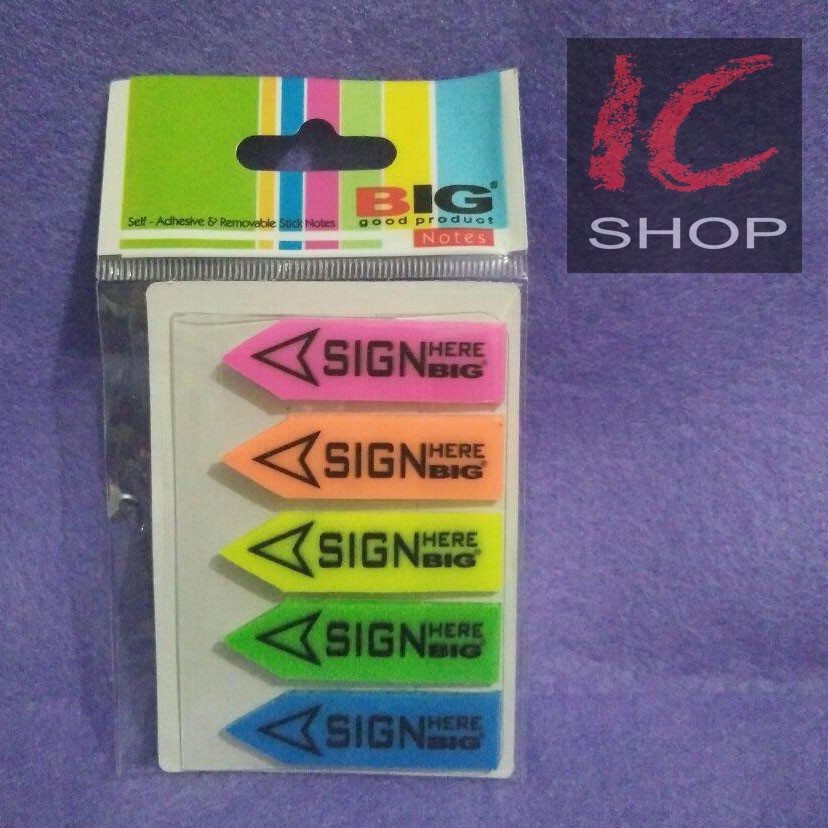 IC
SHOP
BIG®
good product
Self - Adhesive & Removable Stick Notes
Notes
SIGN HERE
BIG®
SIGN HERE
BIG®
SIGN HERE
BIG®
SIGN HERE
BIG®
SIGN HERE
BIG®